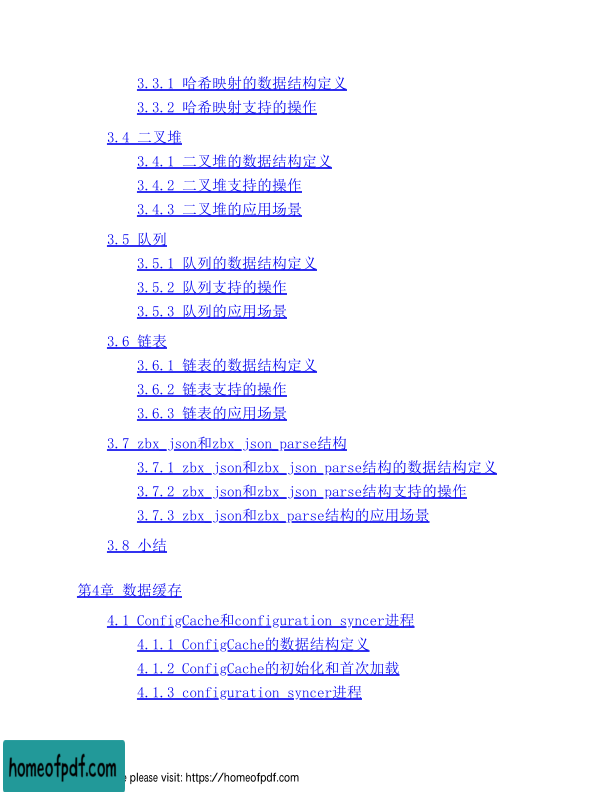 3.3.1 哈希映射的数据结构定义
3.3.2 哈希映射支持的操作
3.4 二叉堆
3.4.1 二叉堆的数据结构定义
3.4.2 二叉堆支持的操作
3.4.3 二叉堆的应用场景
3.5 队列
3.5.1 队列的数据结构定义
3.5.2 队列支持的操作
3.5.3 队列的应用场景
3.6 链表
3.6.1 链表的数据结构定义
3.6.2 链表支持的操作
3.6.3 链表的应用场景
3.7 zbx_json和zbx_json_parse结构
3.7.1 zbx_json和zbx_json_parse结构的数据结构定义
3.7.2 zbx_json和zbx_json_parse结构支持的操作
3.7.3 zbx_json和zbx_parse结构的应用场景
3.8 小结
第4章 数据缓存
4.1 ConfigCache和configuration syncer进程
4.1.1 ConfigCache的数据结构定义
4.1.2 ConfigCache的初始化和首次加载
4.1.3 configuration syncer进程
homeofpdf.com
please visit: https://homeofpdf.com